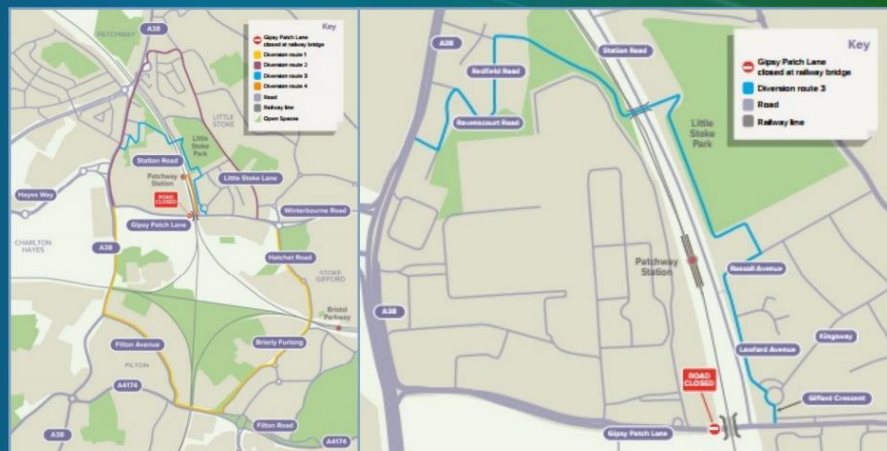 A38
PATCHWAY
Key
Gipsy Patch Lane
closed at railway bridge
Diversion route 1
Diversion route 2
Diversion route 3
Diversion route 4
Road
Railway line
Open Spaces
LITTLE
STOKE
Little
Stoke
Park
Station Road
Patchway
Station
Little Stoke Lane
Hayes Way
ROAD
CLOSED
Winterbourne Road
Gipsy Patch Lane
CHARLTON
HAYES
A38
Hatchet Road
STOKE
GIFFORD
Bristol
Parkway
Filton Avenue
Brierly Furlong
FILTON
A4174
Filton Road
A38
A4174
A38
Station Road
Key
Gipsy Patch Lane
closed at railway bridge
Diversion route 3
Road
Railway line
Redfield Road
Ravenscourt Road
Little
Stoke
Park
Patchway
Station
Rossall Avenue
A38
Kingsway
Lawford Avenue
ROAD
CLOSED
Gifford Crescent
Gipsy Patch Lane